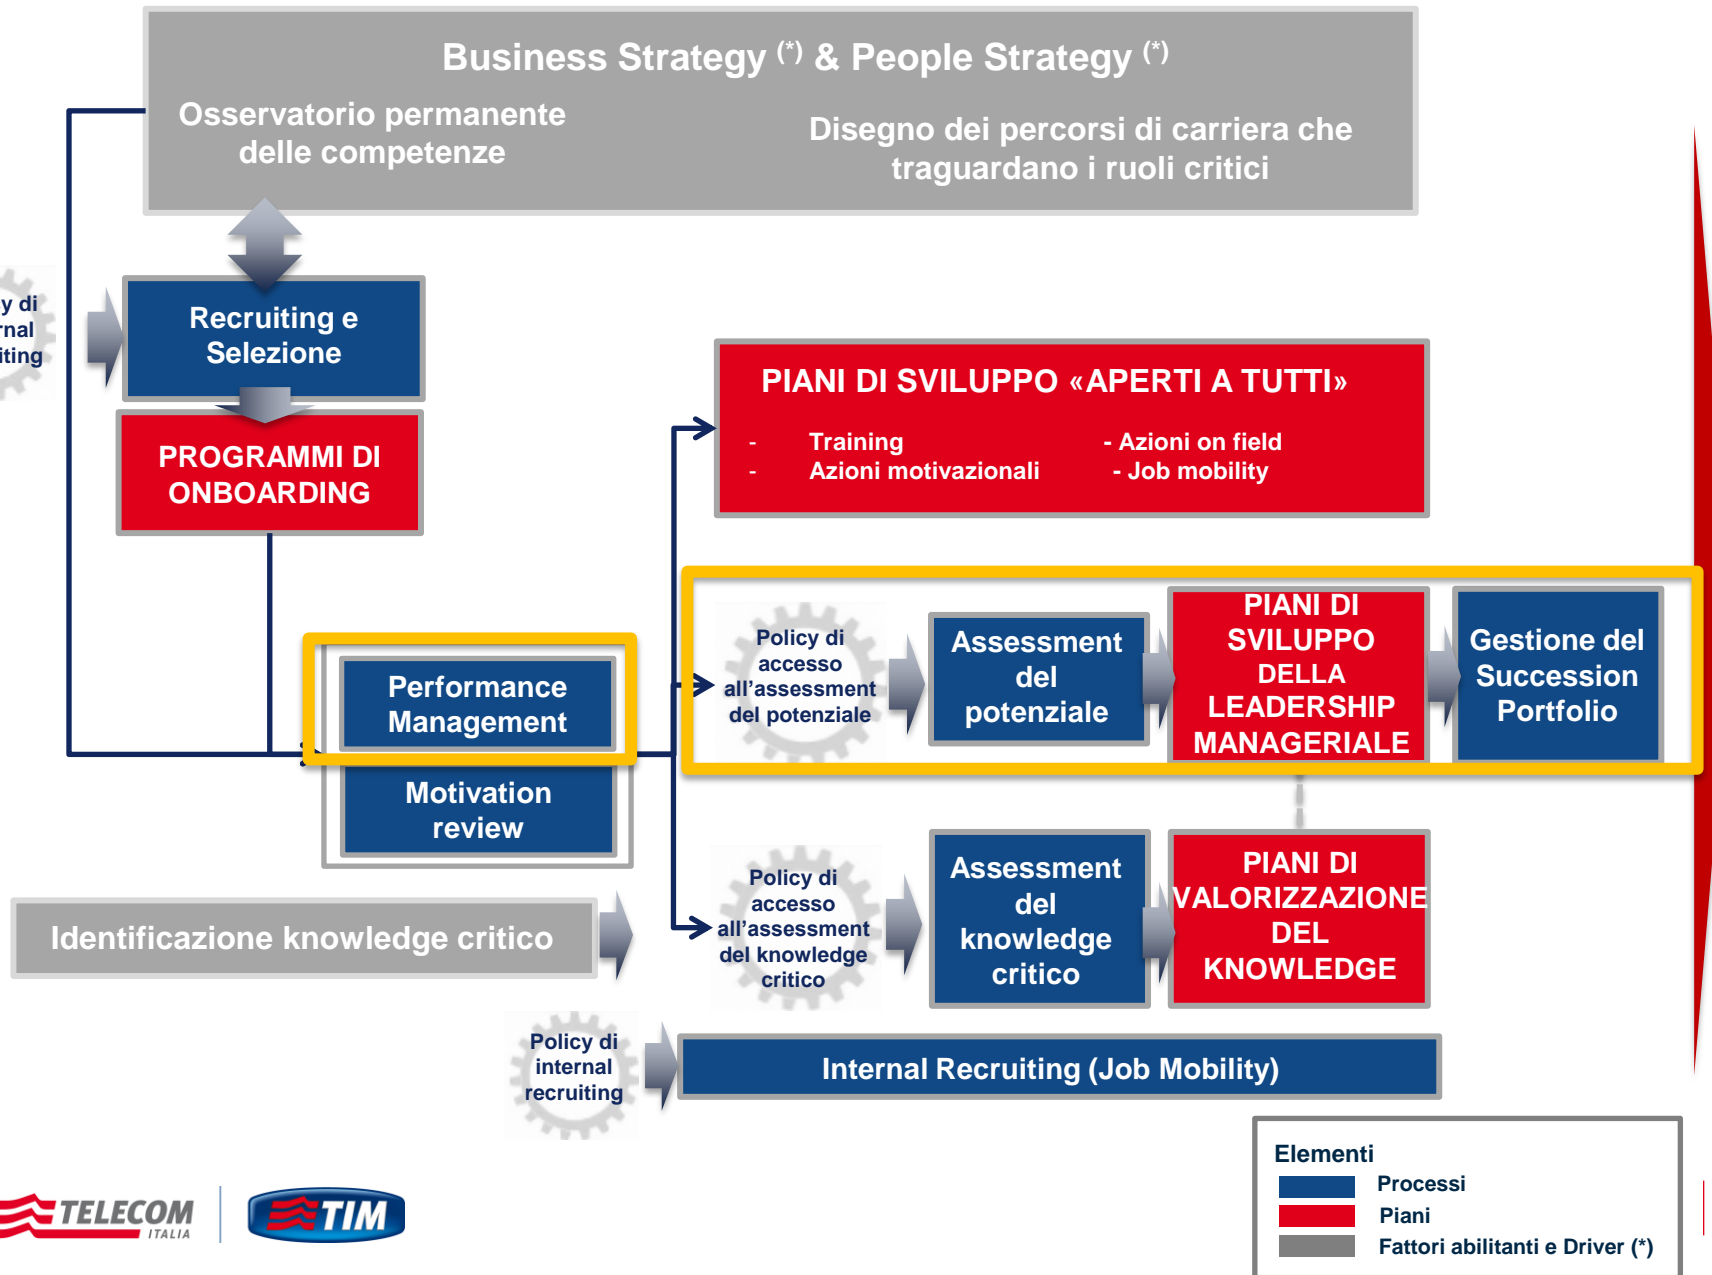 Business Strategy (*) & People Strategy (*)
Osservatorio permanente
delle competenze
Disegno dei percorsi di carriera che
traguardano i ruoli critici
y di
rnal
iting
Recruiting e
Selezione
PROGRAMMI DI
ONBOARDING
PIANI DI SVILUPPO «APERTI A TUTTI»
- Training - Azioni on field
- Azioni motivazionali - Job mobility
Performance
Management
Motivation
review
Policy di
accesso
all'assessment
del potenziale
Assessment
del
potenziale
PIANI DI
SVILUPPO
DELLA
LEADERSHIP
MANAGERIALE
Gestione del
Succession
Portfolio
Identificazione knowledge critico
Policy di
accesso
all'assessment
del knowledge
critico
Assessment
del
knowledge
critico
PIANI DI
VALORIZZAZIONE
DEL
KNOWLEDGE
Policy di
internal
recruiting
Internal Recruiting (Job Mobility)
Elementi
Processi
Piani
Fattori abilitanti e Driver (*)
TELECOM
ITALIA
TIM